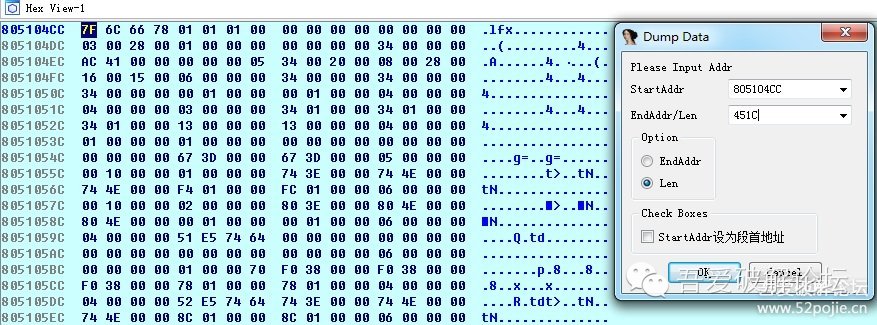 Hex View-1
805104CC 7F 6C 66 78 01 01 01 00 00 00 00 00 00 00 00 00 .lfx............
805104DC 03 00 28 00 01 00 00 00 00 00 00 00 34 00 00 00 ..(.........4...
805104EC AC 41 00 00 00 00 00 05 34 00 20 00 08 00 28 00 .A......4. ...(.
805104FC 16 00 15 00 06 00 00 00 34 00 00 00 34 00 00 00 ........4...4...
8051050C 34 00 00 00 00 01 00 00 00 01 00 00 04 00 00 00 4...............
8051051C 04 00 00 00 03 00 00 00 34 01 00 00 34 01 00 00 ........4...4...
8051052C 34 01 00 00 13 00 00 00 13 00 00 00 04 00 00 00 4...............
8051053C 01 00 00 00 01 00 00 00 00 00 00 00 00 00 00 00 ................
8051054C 00 00 00 00 67 3D 00 00 67 3D 00 00 05 00 00 00 ....g=..g=......
8051055C 00 10 00 00 01 00 00 00 74 3E 00 00 74 4E 00 00 ........t>..tN..
8051056C 74 4E 00 00 F4 01 00 00 FC 01 00 00 06 00 00 00 tN..............
8051057C 00 10 00 00 02 00 00 00 80 3E 00 00 80 4E 00 00 ........■>..■N..
8051058C 80 4E 00 00 00 01 00 00 00 01 00 00 06 00 00 00 ■N..............
8051059C 04 00 00 00 51 E5 74 64 00 00 00 00 00 00 00 00 ....Q.td........
805105AC 00 00 00 00 00 00 00 00 00 00 00 00 06 00 00 00 ................
805105BC 00 00 00 00 01 00 00 70 F0 38 00 00 F0 38 00 00 .......p.8...8..
805105CC F0 38 00 00 78 01 00 00 78 01 00 00 04 00 00 00 .8..x...x.......
805105DC 04 00 00 00 52 E5 74 64 74 3E 00 00 74 4E 00 00 ....R.tdt>..tN..
805105EC 74 4E 00 00 8C 01 00 00 8C 01 00 00 06 00 00 00 tN..............
Dump Data
Please Input Addr
StartAddr 805104CC
EndAddr/Len 451C
Option
EndAddr
Len
Check Boxes
StartAddr设为段首地址
OK Cancel
吾爱破解论坛
www.52pojie.cn